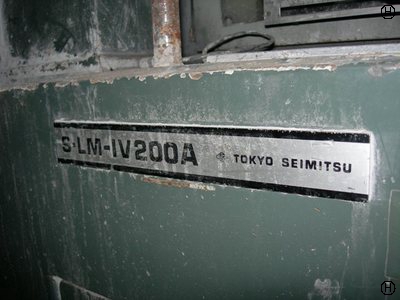 S-LM-IV200A TOKYO SEIMITSU